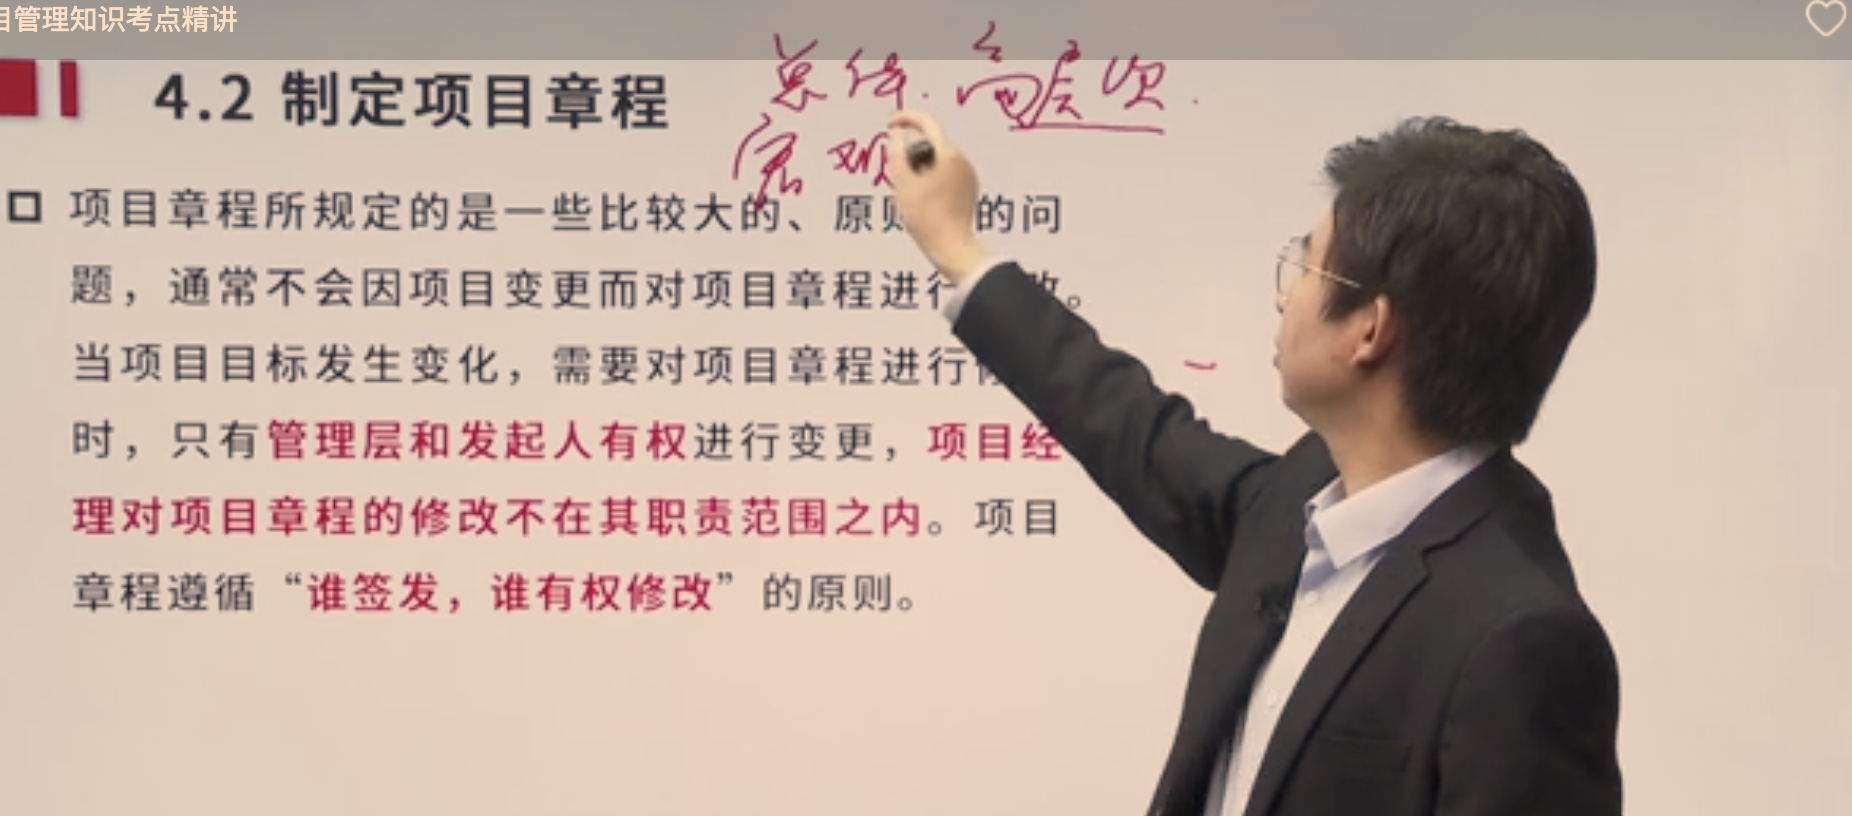 目管理知识考点精讲
4.2 制定项目章程
总体.高层次.
宏观
项目章程所规定的是一些比较大的、原则的问
题，通常不会因项目变更而对项目章程进行改。
当项目目标发生变化，需要对项目章程进行
时，只有管理层和发起人有权进行变更，项目经
理对项目章程的修改不在其职责范围之内。项目
章程遵循“谁签发，谁有权修改”的原则。